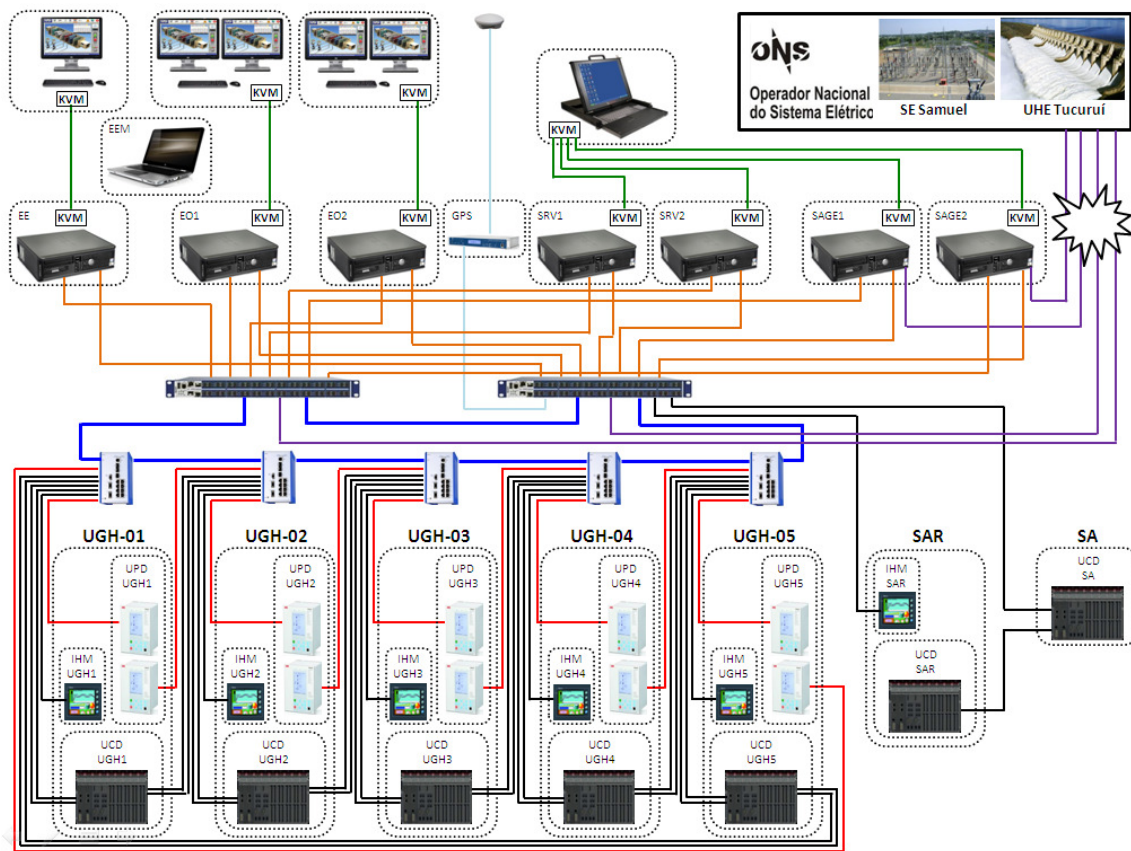 ONS
Operador Nacional
do Sistema Elétrico
SE Samuel
UHE Tucuruí
KVM
KVM
KVM
KVM
EEM
EE
KVM
EO1
KVM
EO2
KVM
GPS
SRV1
KVM
SRV2
KVM
SAGE1
KVM
SAGE2
KVM
UGH-01
UGH-02
UGH-03
UGH-04
UGH-05
SAR
SA
UPD
UGH1
UPD
UGH2
UPD
UGH3
UPD
UGH4
UPD
UGH5
IHM
SAR
UCD
SA
IHM
UGH1
IHM
UGH2
IHM
UGH3
IHM
UGH4
IHM
UGH5
UCD
SAR
UCD
UGH1
UCD
UGH2
UCD
UGH3
UCD
UGH4
UCD
UGH5